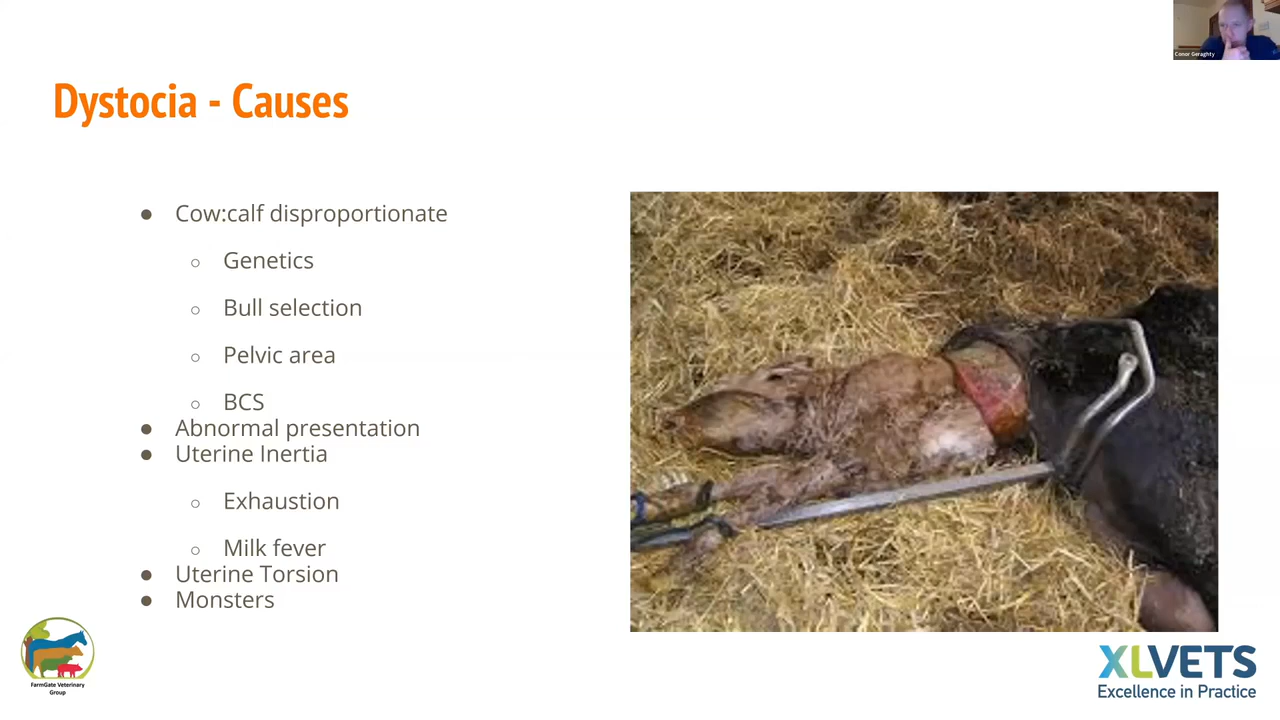 Conor Geraghty
Dystocia - Causes
● Cow:calf disproportionate
○ Genetics
○ Bull selection
○ Pelvic area
○ BCS
● Abnormal presentation
● Uterine Inertia
○ Exhaustion
○ Milk fever
● Uterine Torsion
● Monsters
FarmGate Veterinary
Group
XLVETS
Excellence in Practice